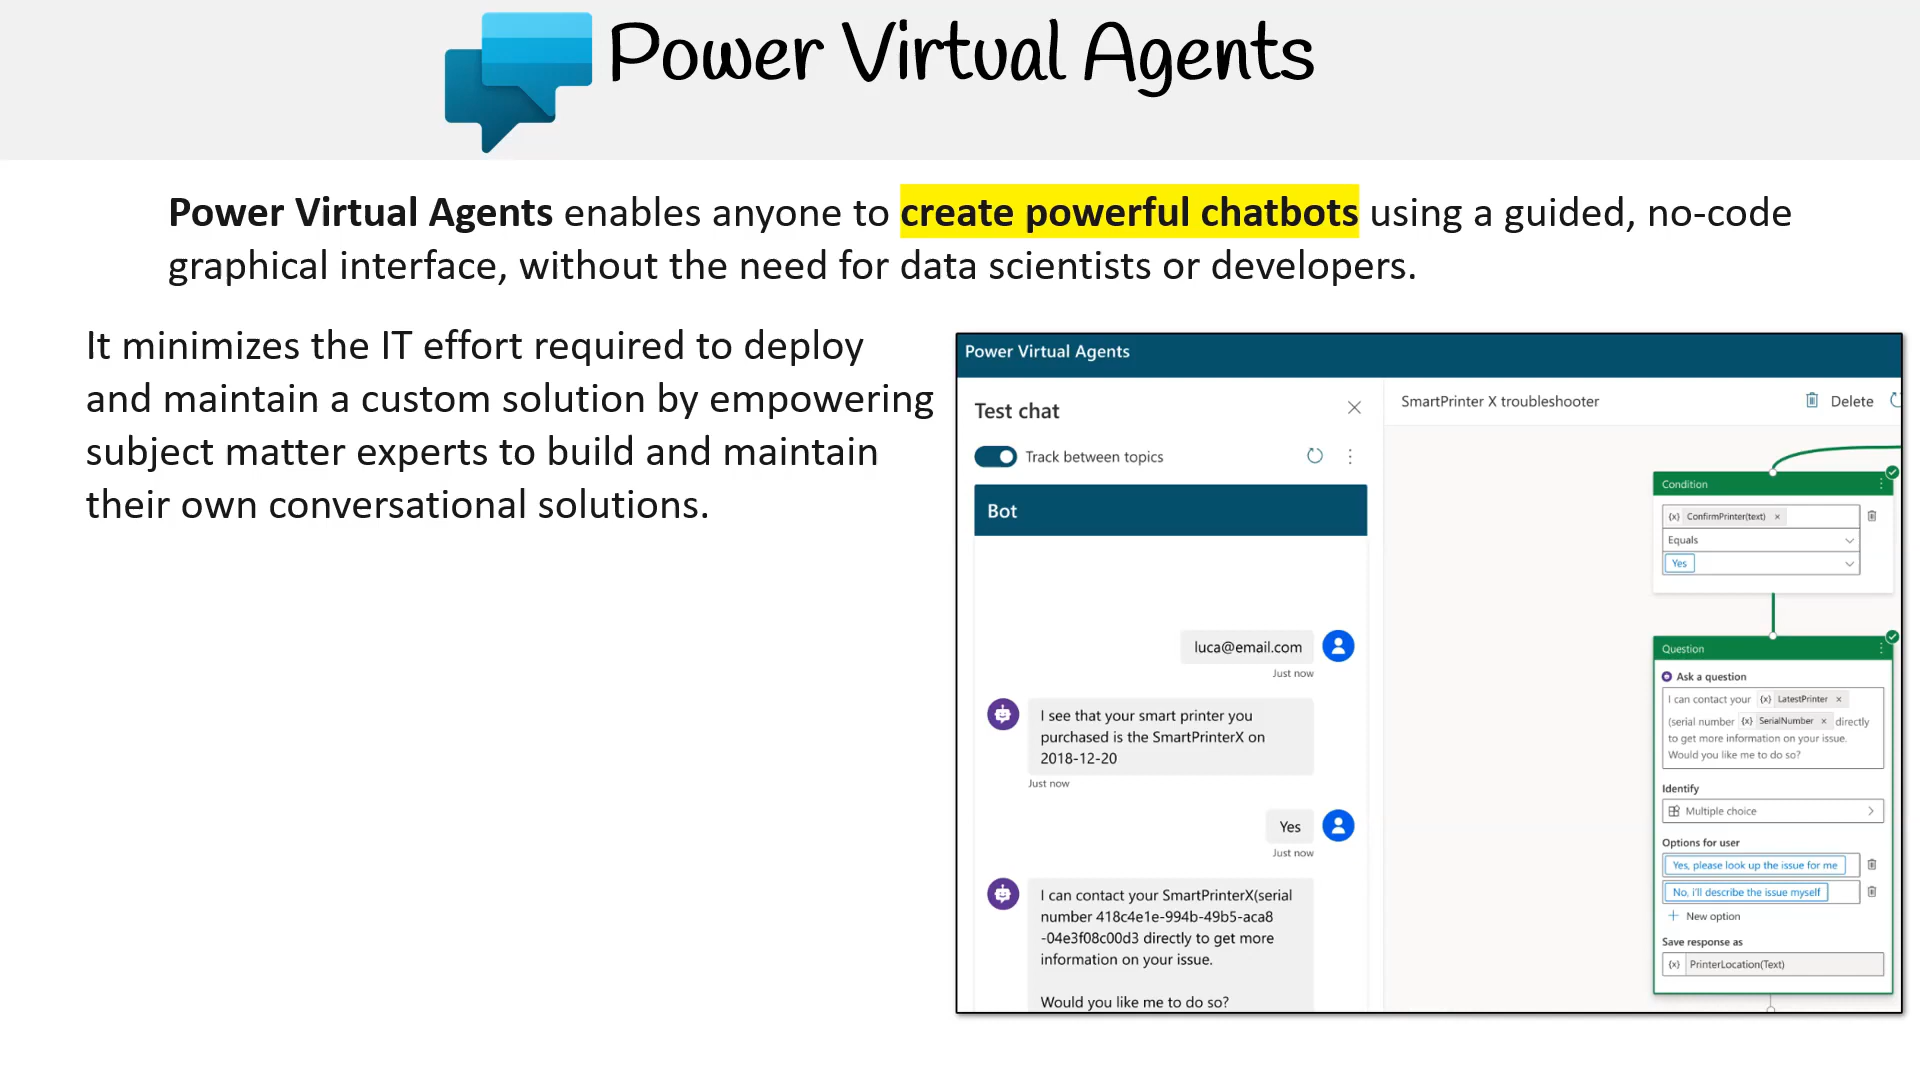 Power Virtual Agents
Power Virtual Agents enables anyone to create powerful chatbots using a guided, no-code
graphical interface, without the need for data scientists or developers.
It minimizes the IT effort required to deploy
and maintain a custom solution by empowering
subject matter experts to build and maintain
their own conversational solutions.
Power Virtual Agents
Test chat
Track between topics
Bot
luca@email.com
Just now
I see that your smart printer you
purchased is the SmartPrinterX on
2018-12-20
Just now
Yes
Just now
I can contact your SmartPrinterX(serial
number 418c4e1e-994b-49b5-aca8
-04e3f08c00d3 directly to get more
information on your issue.
Would you like me to do so?
SmartPrinter X troubleshooter
Delete
Condition
{x} ConfirmPrinter(text) ×
Equals
Yes
Question
Ask a question
I can contact your {x} LatestPrinter ×
(serial number {x} SerialNumber × directly
to get more information on your issue.
Would you like me to do so?
Identify
Multiple choice
Options for user
Yes, please look up the issue for me
No, i'll describe the issue myself
+ New option
Save response as
{x} PrinterLocation(Text)